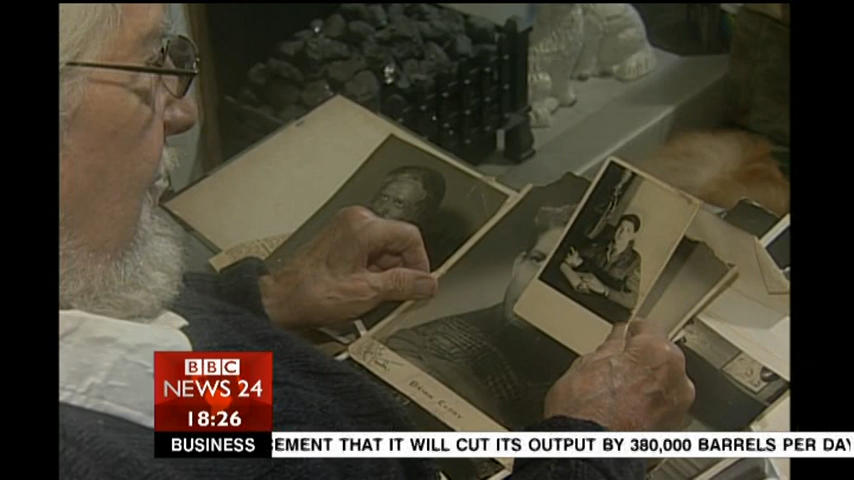 BBC
NEWS 24
18:26
BUSINESS
EMENT THAT IT WILL CUT ITS OUTPUT BY 380,000 BARRELS PER DAY